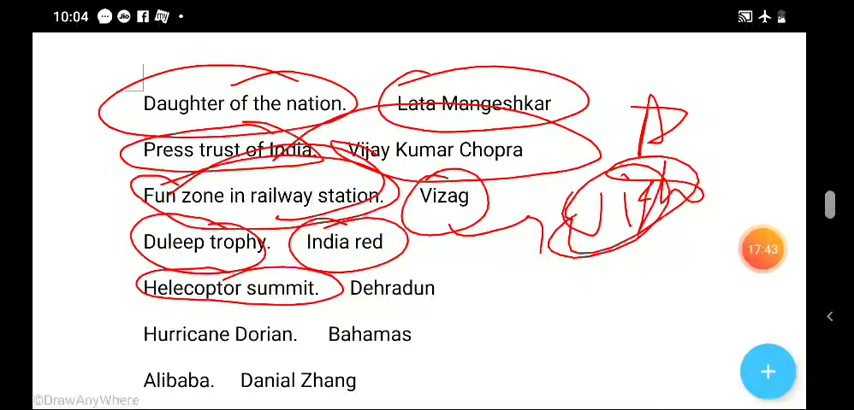 10:04
Daughter of the nation. Lata Mangeshkar
Press trust of India. Vijay Kumar Chopra
Fun zone in railway station. Vizag
Duleep trophy. India red
17:43
Helecoptor summit. Dehradun
Hurricane Dorian. Bahamas
Alibaba. Danial Zhang
©DrawAnyWhere